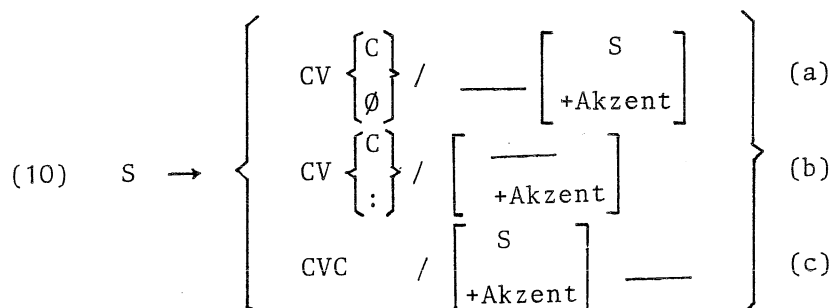 CV {C / Ø} / ___ [S +Akzent] (a)
(10) S → CV {C / :} / [___ +Akzent] (b)
CVC / [S +Akzent] ___ (c)